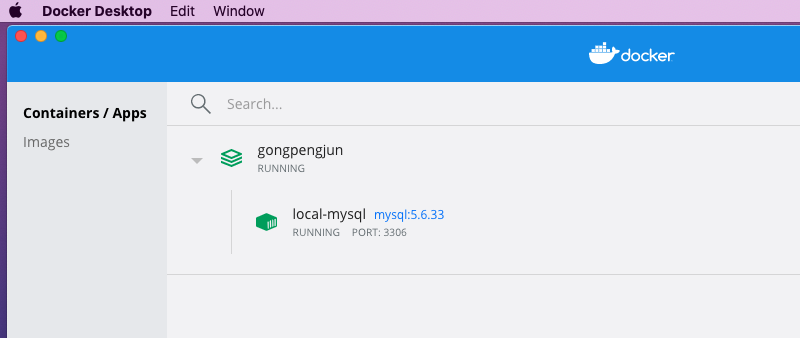 Docker Desktop Edit Window
docker
Containers / Apps
Images
Search...
gongpengjun
RUNNING
local-mysql mysql:5.6.33
RUNNING PORT: 3306